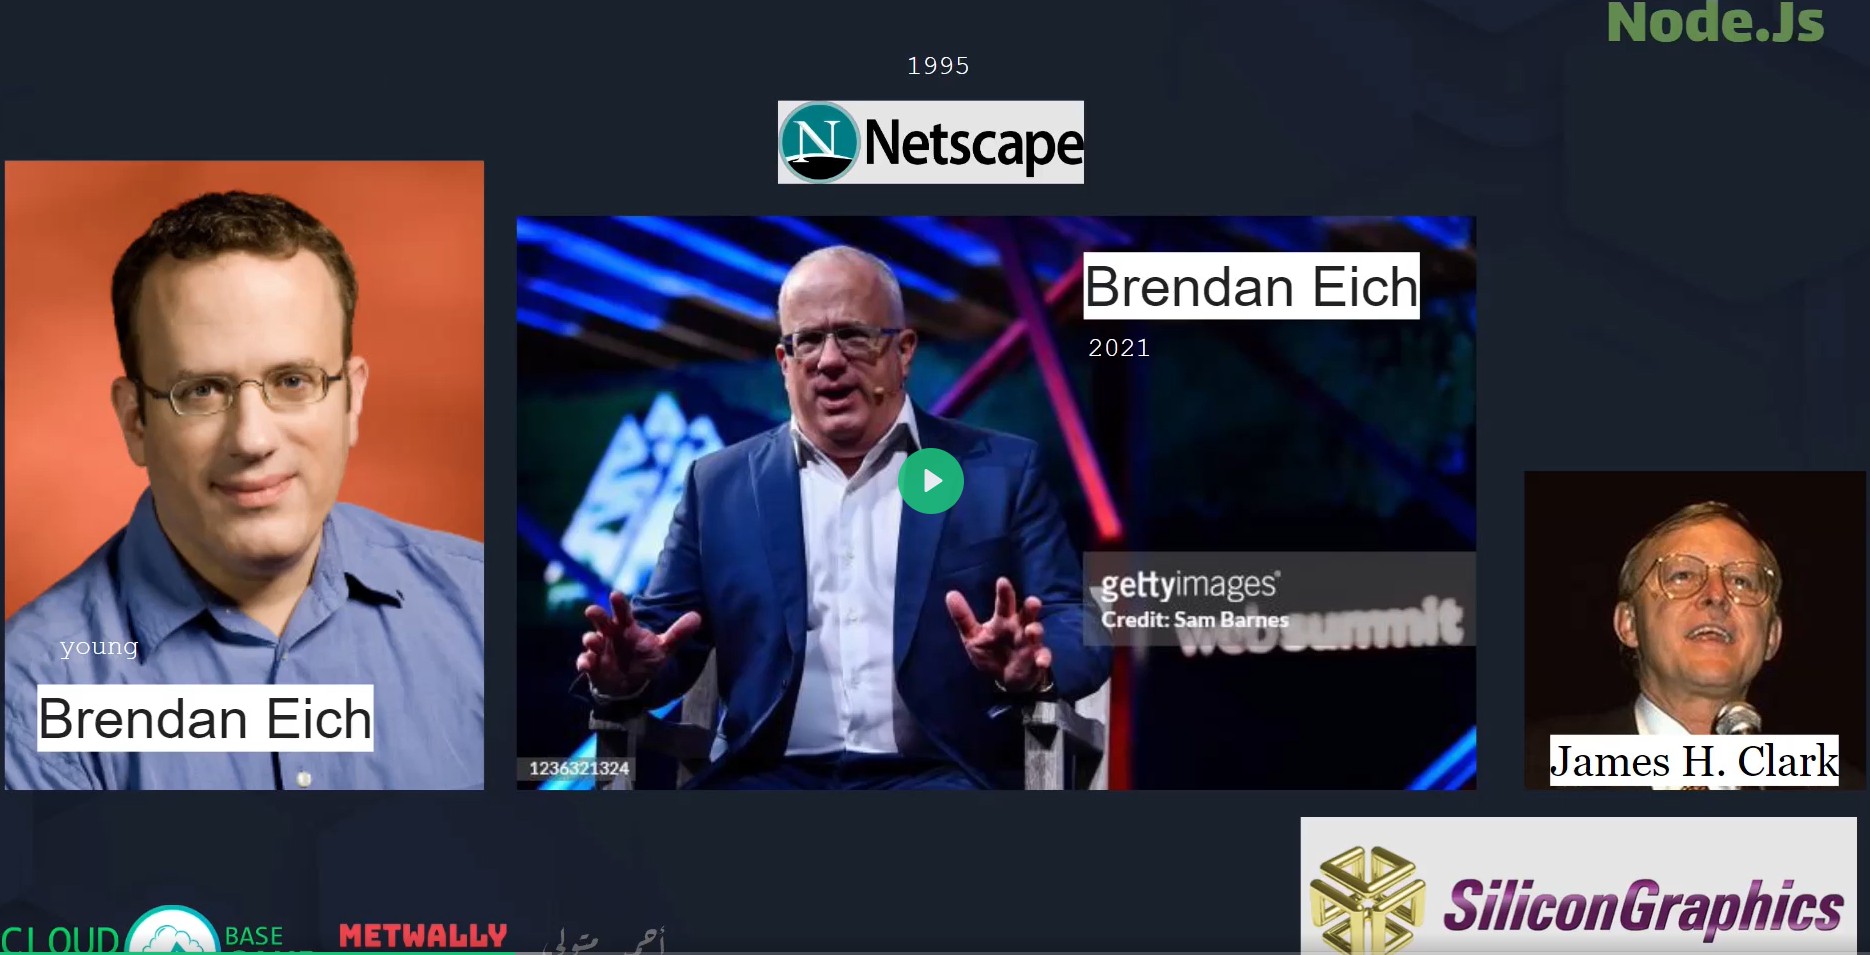 Node.Js
1995
N Netscape
Brendan Eich
2021
gettyimages®
Credit: Sam Barnes
websummit
young
Brendan Eich
1236321324
James H. Clark
SiliconGraphics
CLOUD
BASE
METWALLY
أحمد متولي